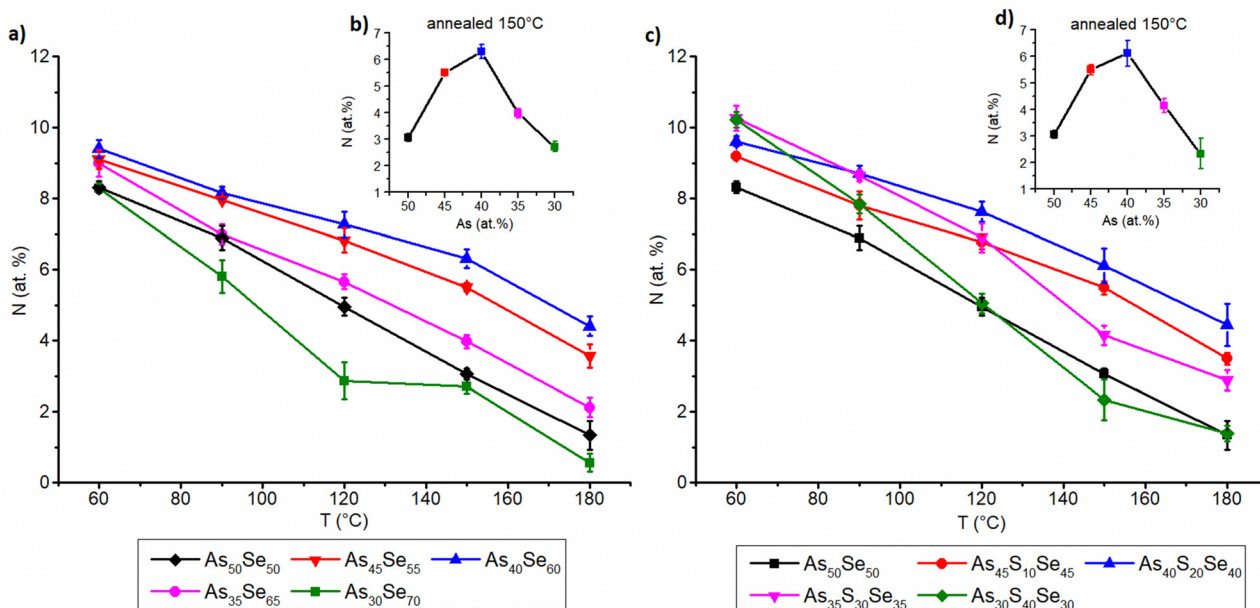 a)
b)
annealed 150°C
N (at.%)
7
6
5
4
3
2
1
50 45 40 35 30
As (at.%)
N (at. %)
12
10
8
6
4
2
0
60 80 100 120 140 160 180
T (°C)
As₅₀Se₅₀ As₄₅Se₅₅ As₄₀Se₆₀
As₃₅Se₆₅ As₃₀Se₇₀
c)
d)
annealed 150°C
N (at.%)
7
6
5
4
3
2
1
50 45 40 35 30
As (at.%)
N (at. %)
12
10
8
6
4
2
0
60 80 100 120 140 160 180
T (°C)
As₅₀Se₅₀ As₄₅S₁₀Se₄₅ As₄₀S₂₀Se₄₀
As₃₅S₃₀Se₃₅ As₃₀S₄₀Se₃₀